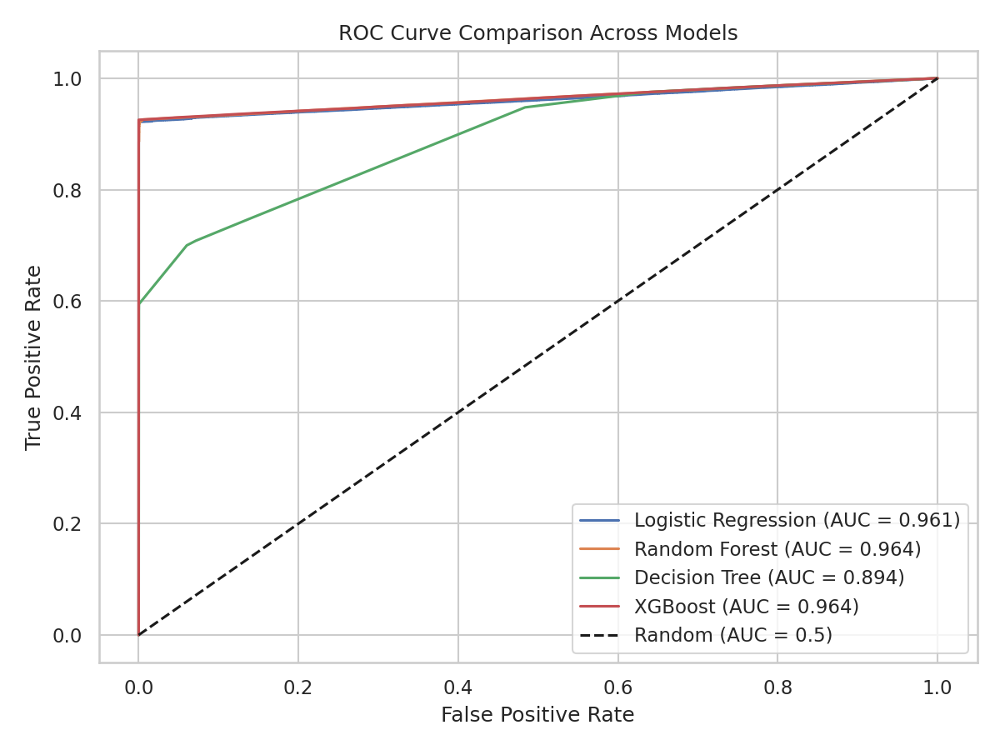 ROC Curve Comparison Across Models
True Positive Rate
1.0
0.8
0.6
0.4
0.2
0.0
Logistic Regression (AUC = 0.961)
Random Forest (AUC = 0.964)
Decision Tree (AUC = 0.894)
XGBoost (AUC = 0.964)
Random (AUC = 0.5)
0.0 0.2 0.4 0.6 0.8 1.0
False Positive Rate